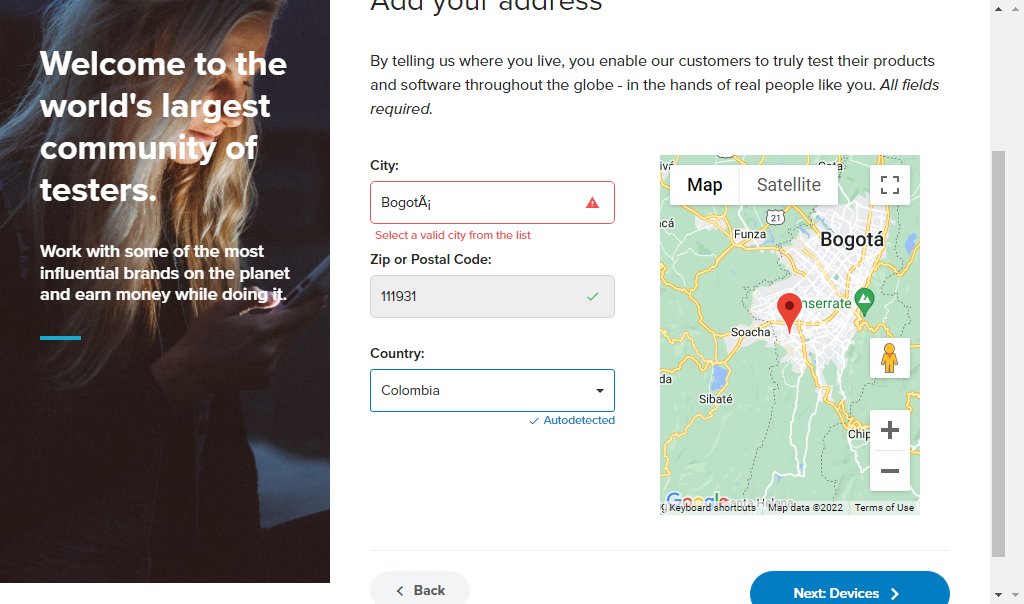 Add your address
Welcome to the
world's largest
community of
testers.
Work with some of the most
influential brands on the planet
and earn money while doing it.
By telling us where you live, you enable our customers to truly test their products
and software throughout the globe - in the hands of real people like you. All fields
required.
City:
BogotÃ¡
Select a valid city from the list
Zip or Postal Code:
111931
Country:
Colombia
Autodetected
Map
Satellite
21
Funza
Bogotá
nserrate
Soacha
Sibaté
Chip
Google
Santa Helena
Keyboard shortcuts
Map data ©2022
Terms of Use
Back
Next: Devices